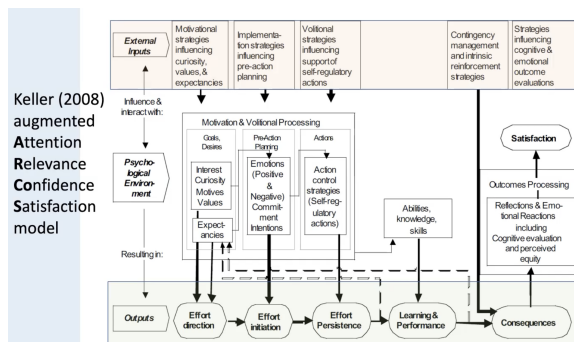 Keller (2008)
augmented
Attention
Relevance
Confidence
Satisfaction
model
External
Inputs
Motivational
strategies
influencing
curiosity,
values, &
expectancies
Implementa-
tion strategies
influencing
pre-action
planning
Volitional
strategies
influencing
support of
self-regulatory
actions
Contingency
management
and intrinsic
reinforcement
strategies
Strategies
influencing
cognitive &
emotional
outcome
evaluations
Influence &
interact with:
Psycho-
logical
Environ-
ment
Resulting in:
Motivation & Volitional Processing
Goals,
Desires
Pre-Action
Planning
Actions
Interest
Curiosity
Motives
Values
Expect-
ancies
Emotions
(Positive
&
Negative)
Commit-
ment
Intentions
Action
control
strategies
(Self-reg-
ulatory
actions)
Abilities,
knowledge,
skills
Satisfaction
Outcomes Processing
Reflections & Emo-
tional Reactions
including
Cognitive evaluation
and perceived
equity
Outputs
Effort
direction
Effort
initiation
Effort
Persistence
Learning &
Performance
Consequences